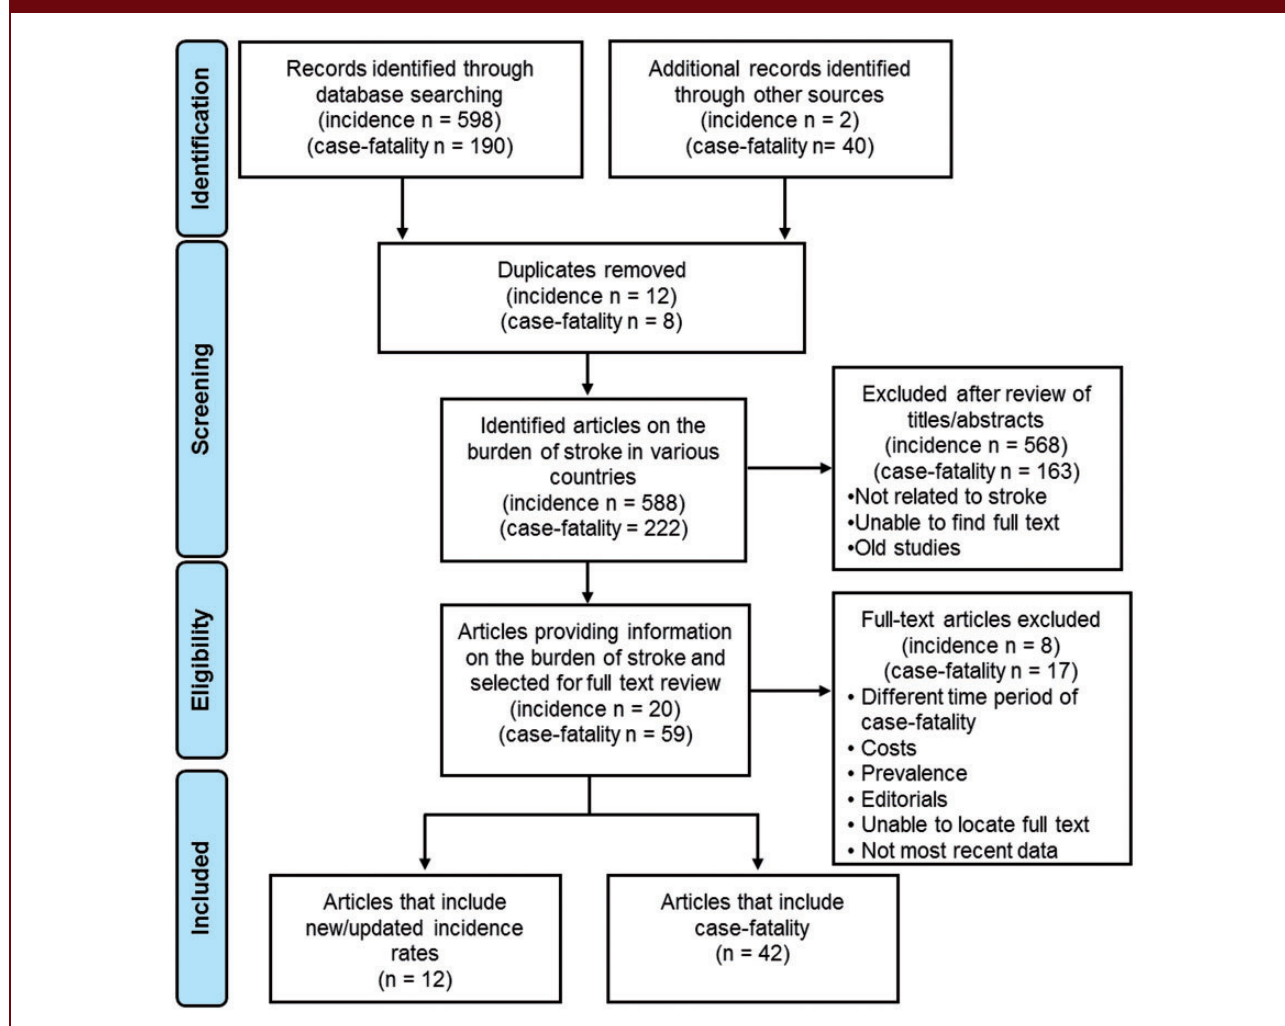 Identification
Records identified through
database searching
(incidence n = 598)
(case-fatality n = 190)
Additional records identified
through other sources
(incidence n = 2)
(case-fatality n= 40)
Screening
Duplicates removed
(incidence n = 12)
(case-fatality n = 8)
Identified articles on the
burden of stroke in various
countries
(incidence n = 588)
(case-fatality = 222)
Excluded after review of
titles/abstracts
(incidence n = 568)
(case-fatality n = 163)
•Not related to stroke
•Unable to find full text
•Old studies
Eligibility
Articles providing information
on the burden of stroke and
selected for full text review
(incidence n = 20)
(case-fatality n = 59)
Full-text articles excluded
(incidence n = 8)
(case-fatality n = 17)
• Different time period of
case-fatality
• Costs
• Prevalence
• Editorials
• Unable to locate full text
• Not most recent data
Included
Articles that include
new/updated incidence
rates
(n = 12)
Articles that include
case-fatality
(n = 42)